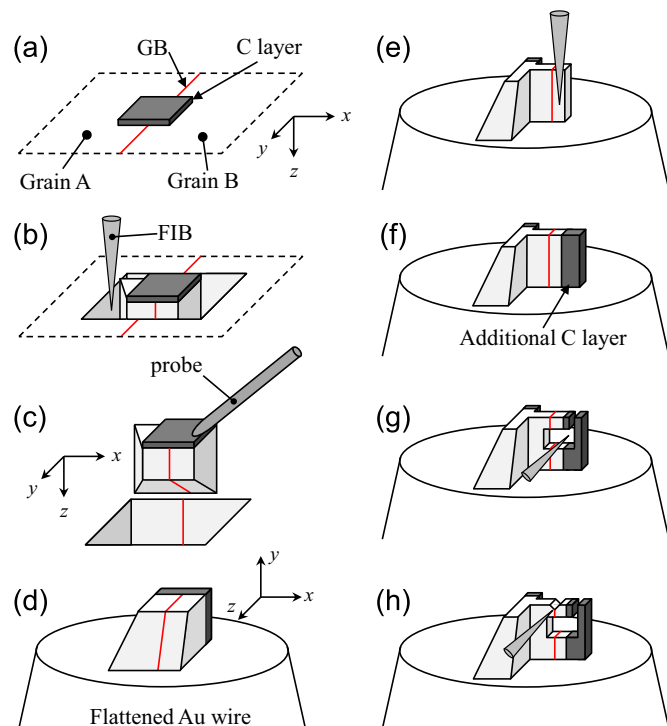 (a)
GB
C layer
Grain A
Grain B
x
y
z
(b)
FIB
(c)
probe
x
y
z
(d)
y
x
z
Flattened Au wire
(e)
(f)
Additional C layer
(g)
(h)